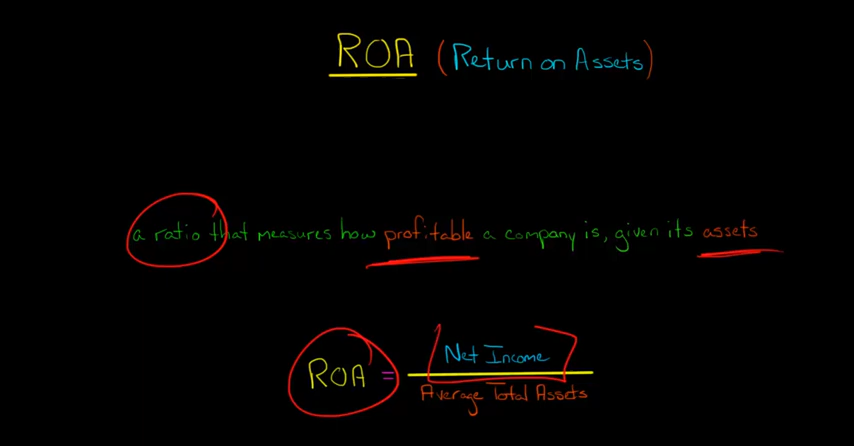 ROA (Return on Assets)
a ratio that measures how profitable a company is, given its assets
ROA = Net Income
Average Total Assets